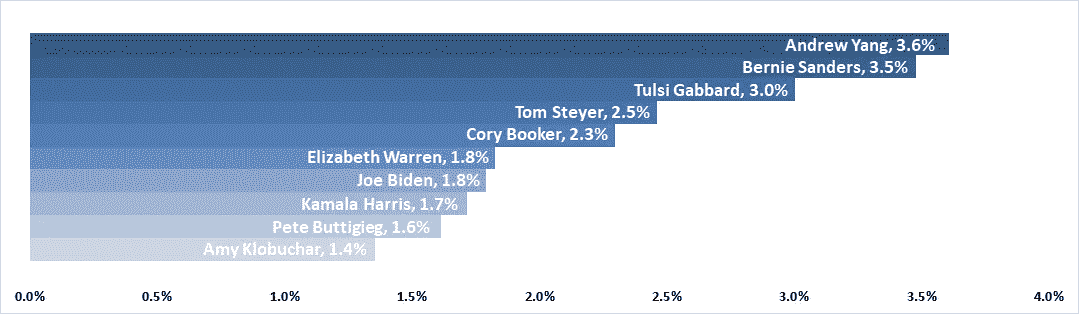 Andrew Yang, 3.6%
Bernie Sanders, 3.5%
Tulsi Gabbard, 3.0%
Tom Steyer, 2.5%
Cory Booker, 2.3%
Elizabeth Warren, 1.8%
Joe Biden, 1.8%
Kamala Harris, 1.7%
Pete Buttigieg, 1.6%
Amy Klobuchar, 1.4%
0.0% 0.5% 1.0% 1.5% 2.0% 2.5% 3.0% 3.5% 4.0%